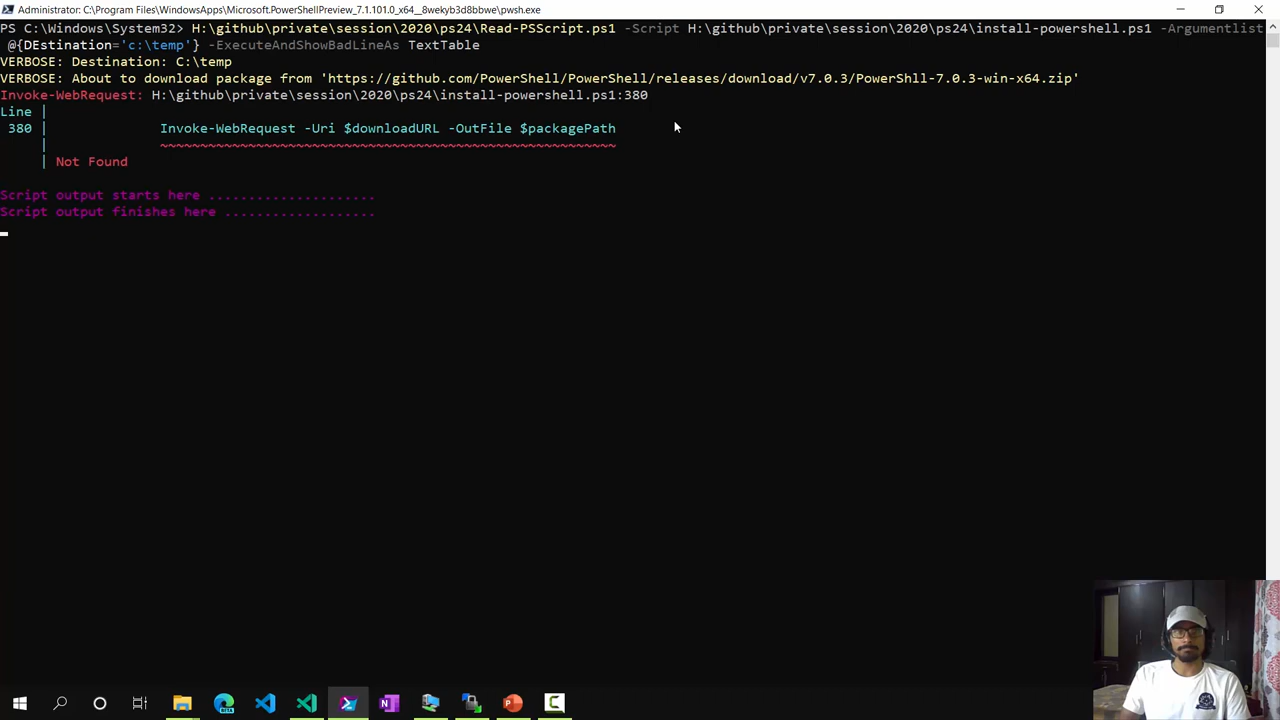 Administrator: C:\Program Files\WindowsApps\Microsoft.PowerShellPreview_7.1.101.0_x64__8wekyb3d8bbwe\pwsh.exe
PS C:\Windows\System32> H:\github\private\session\2020\ps24\Read-PSScript.ps1 -Script H:\github\private\session\2020\ps24\install-powershell.ps1 -Argumentlist
@{DEstination='c:\temp'} -ExecuteAndShowBadLineAs TextTable
VERBOSE: Destination: C:\temp
VERBOSE: About to download package from 'https://github.com/PowerShell/PowerShell/releases/download/v7.0.3/PowerShll-7.0.3-win-x64.zip'
Invoke-WebRequest: H:\github\private\session\2020\ps24\install-powershell.ps1:380
Line |
380 | Invoke-WebRequest -Uri $downloadURL -OutFile $packagePath
| ~~~~~~~~~~~~~~~~~~~~~~~~~~~~~~~~~~~~~~~~~~~~~~~~~~~~~~~~~
| Not Found
Script output starts here .....................
Script output finishes here ...................